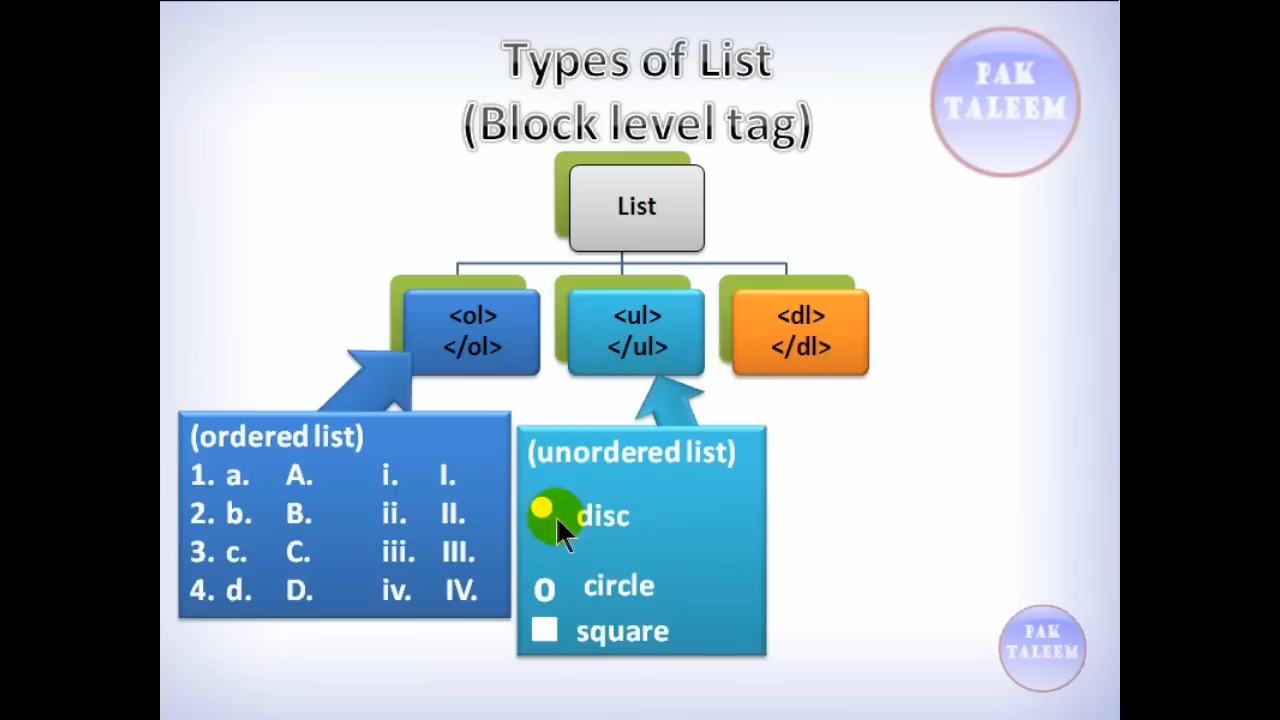 Types of List
(Block level tag)
PAK
TALEEM
List
<ol>
</ol>
<ul>
</ul>
<dl>
</dl>
(ordered list)
1. a. A. i. I.
2. b. B. ii. II.
3. c. C. iii. III.
4. d. D. iv. IV.
(unordered list)
disc
o circle
square
PAK
TALEEM